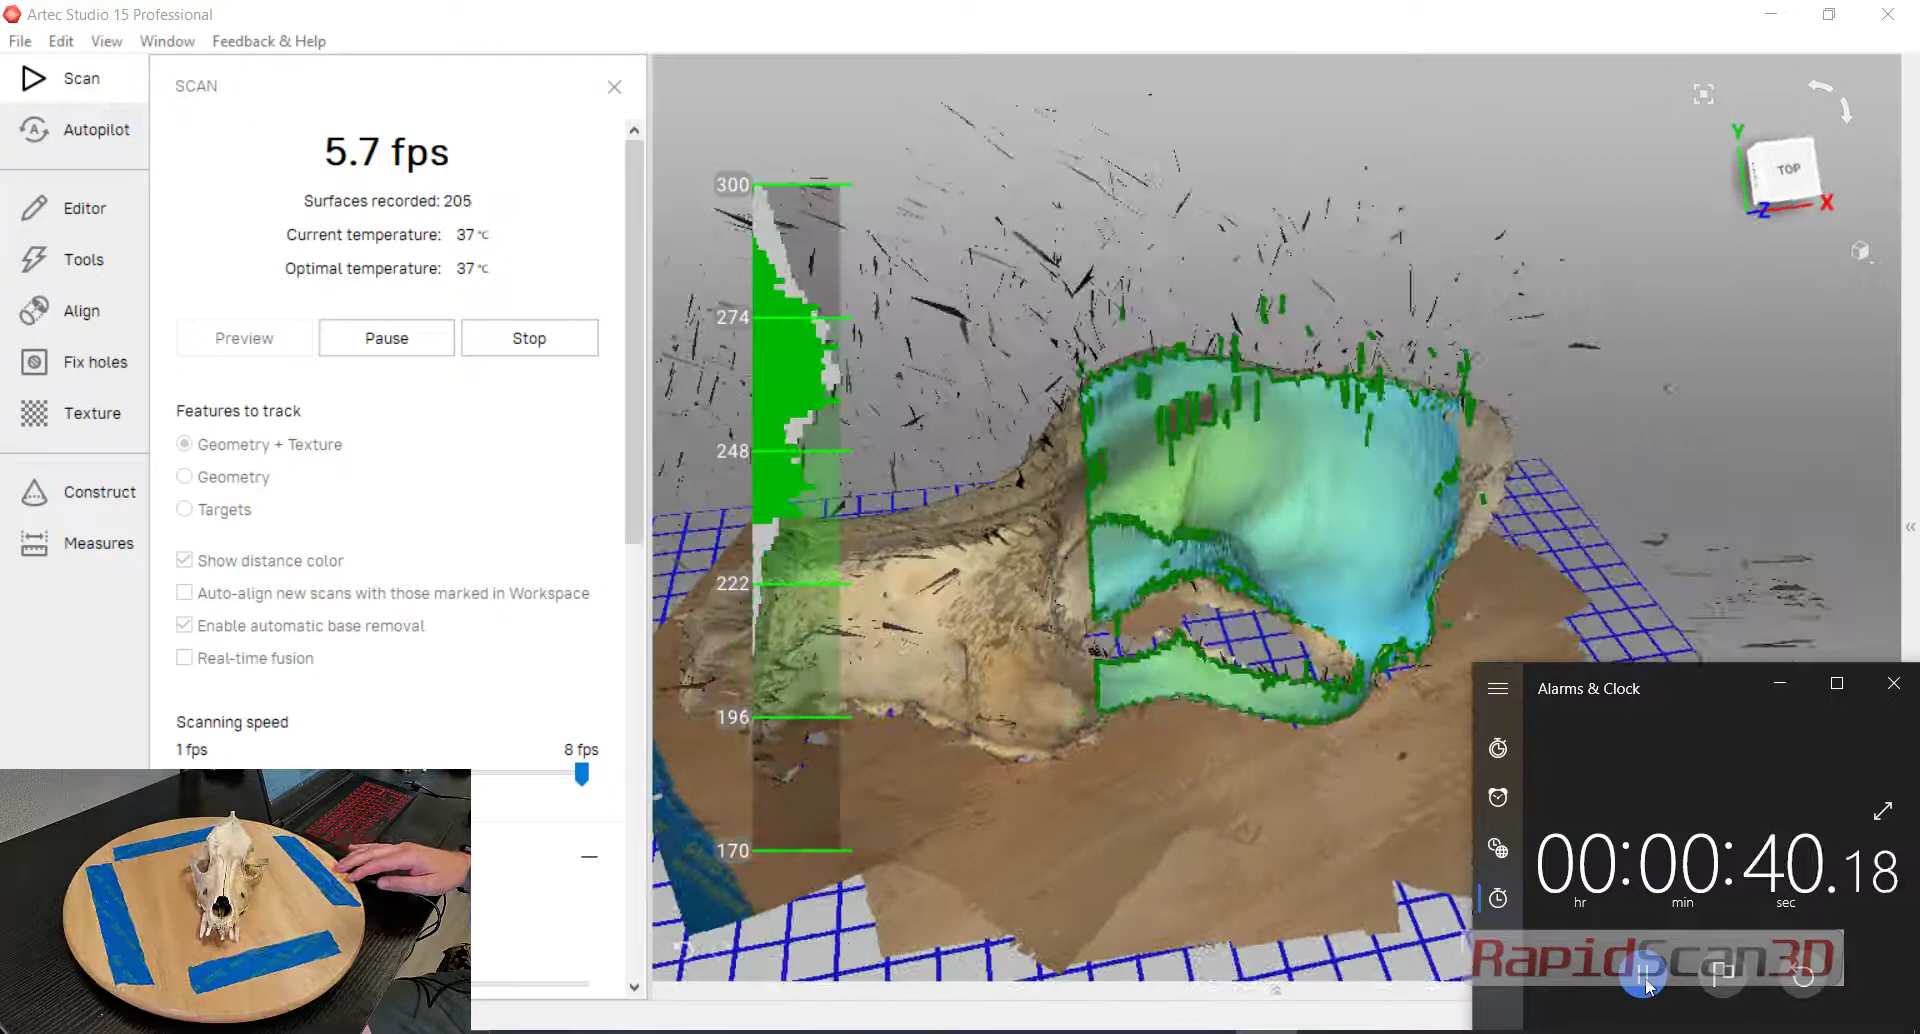 Artec Studio 15 Professional
File Edit View Window Feedback & Help
Scan
Autopilot
Editor
Tools
Align
Fix holes
Texture
Construct
Measures
SCAN
5.7 fps
Surfaces recorded: 205
Current temperature: 37 °C
Optimal temperature: 37 °C
Preview Pause Stop
Features to track
Geometry + Texture
Geometry
Targets
Show distance color
Auto-align new scans with those marked in Workspace
Enable automatic base removal
Real-time fusion
Scanning speed
1 fps 8 fps
300
274
248
222
196
170
Y
TOP
Z X
Alarms & Clock
00:00:40.18
hr min sec
RapidScan3D